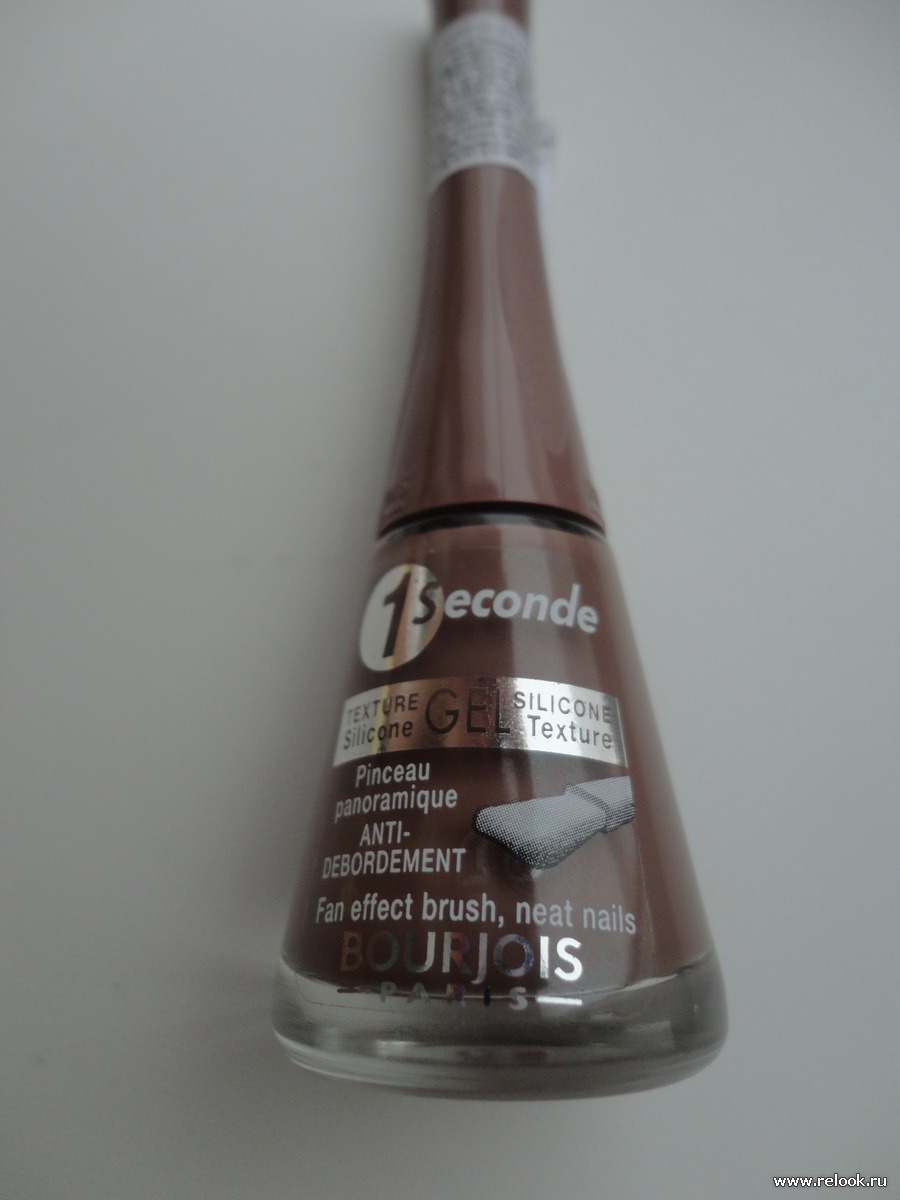 1 Seconde
TEXTURE Silicone GEL SILICONE Texture
Pinceau
panoramique
ANTI-
DEBORDEMENT
Fan effect brush, neat nails
BOURJOIS
PARIS
www.relook.ru